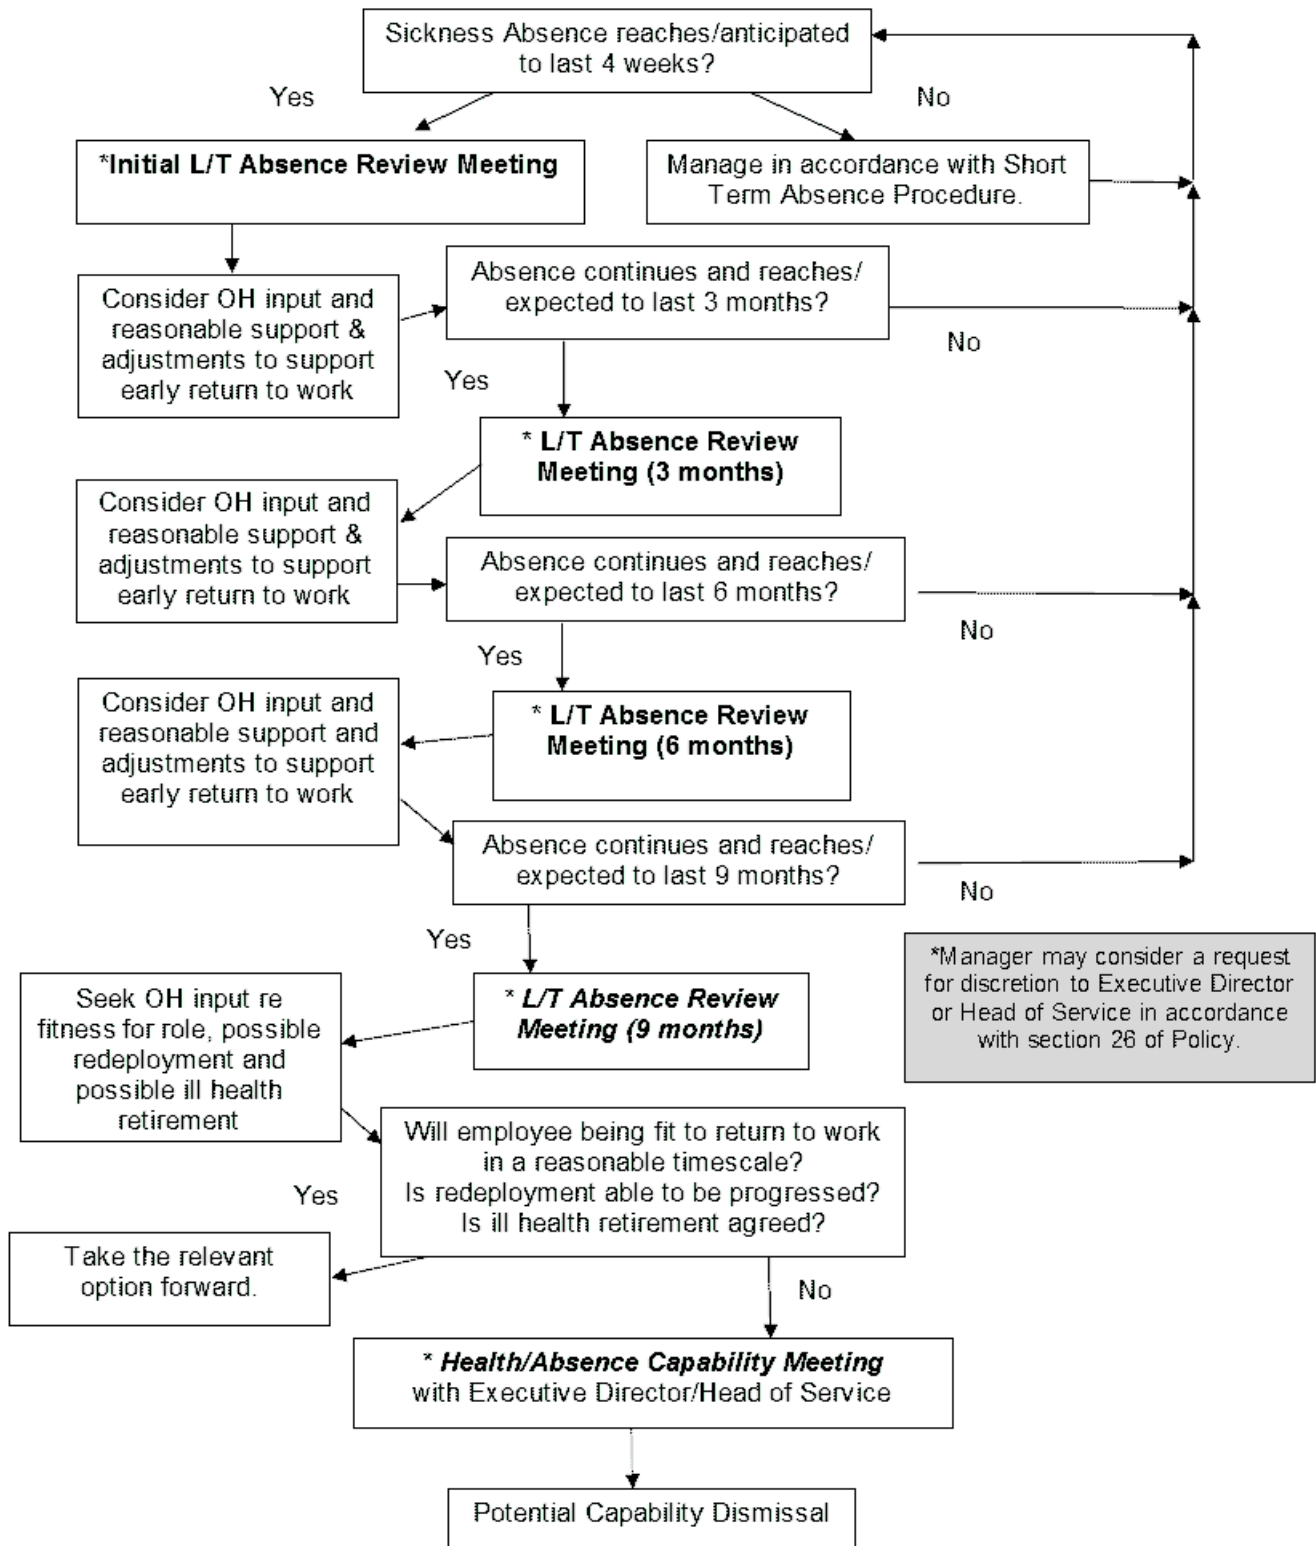 Sickness Absence reaches/anticipated
to last 4 weeks?
Yes
No
*Initial L/T Absence Review Meeting
Manage in accordance with Short
Term Absence Procedure.
Consider OH input and
reasonable support &
adjustments to support
early return to work
Absence continues and reaches/
expected to last 3 months?
No
Yes
* L/T Absence Review
Meeting (3 months)
Consider OH input and
reasonable support &
adjustments to support
early return to work
Absence continues and reaches/
expected to last 6 months?
No
Yes
* L/T Absence Review
Meeting (6 months)
Consider OH input and
reasonable support and
adjustments to support
early return to work
Absence continues and reaches/
expected to last 9 months?
No
Yes
* L/T Absence Review
Meeting (9 months)
*Manager may consider a request
for discretion to Executive Director
or Head of Service in accordance
with section 26 of Policy.
Seek OH input re
fitness for role, possible
redeployment and
possible ill health
retirement
Will employee being fit to return to work
in a reasonable timescale?
Is redeployment able to be progressed?
Is ill health retirement agreed?
Yes
Take the relevant
option forward.
No
* Health/Absence Capability Meeting
with Executive Director/Head of Service
Potential Capability Dismissal